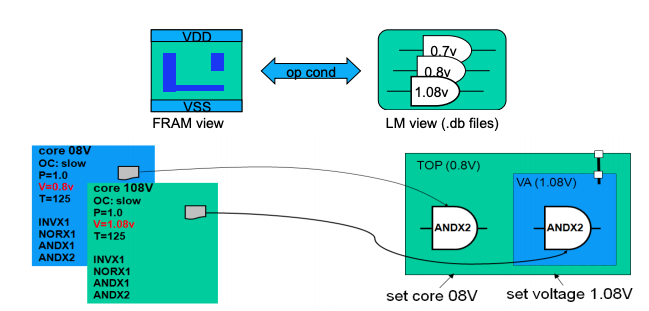 VDD
VSS
FRAM view
op cond
0.7v
0.8v
1.08v
LM view (.db files)
core 08V
OC: slow
P=1.0
V=0.8v
T=125
INVX1
NORX1
ANDX1
ANDX2
core 108V
OC: slow
P=1.0
V=1.08v
T=125
INVX1
NORX1
ANDX1
ANDX2
TOP (0.8V)
VA (1.08V)
ANDX2
ANDX2
set core 08V
set voltage 1.08V